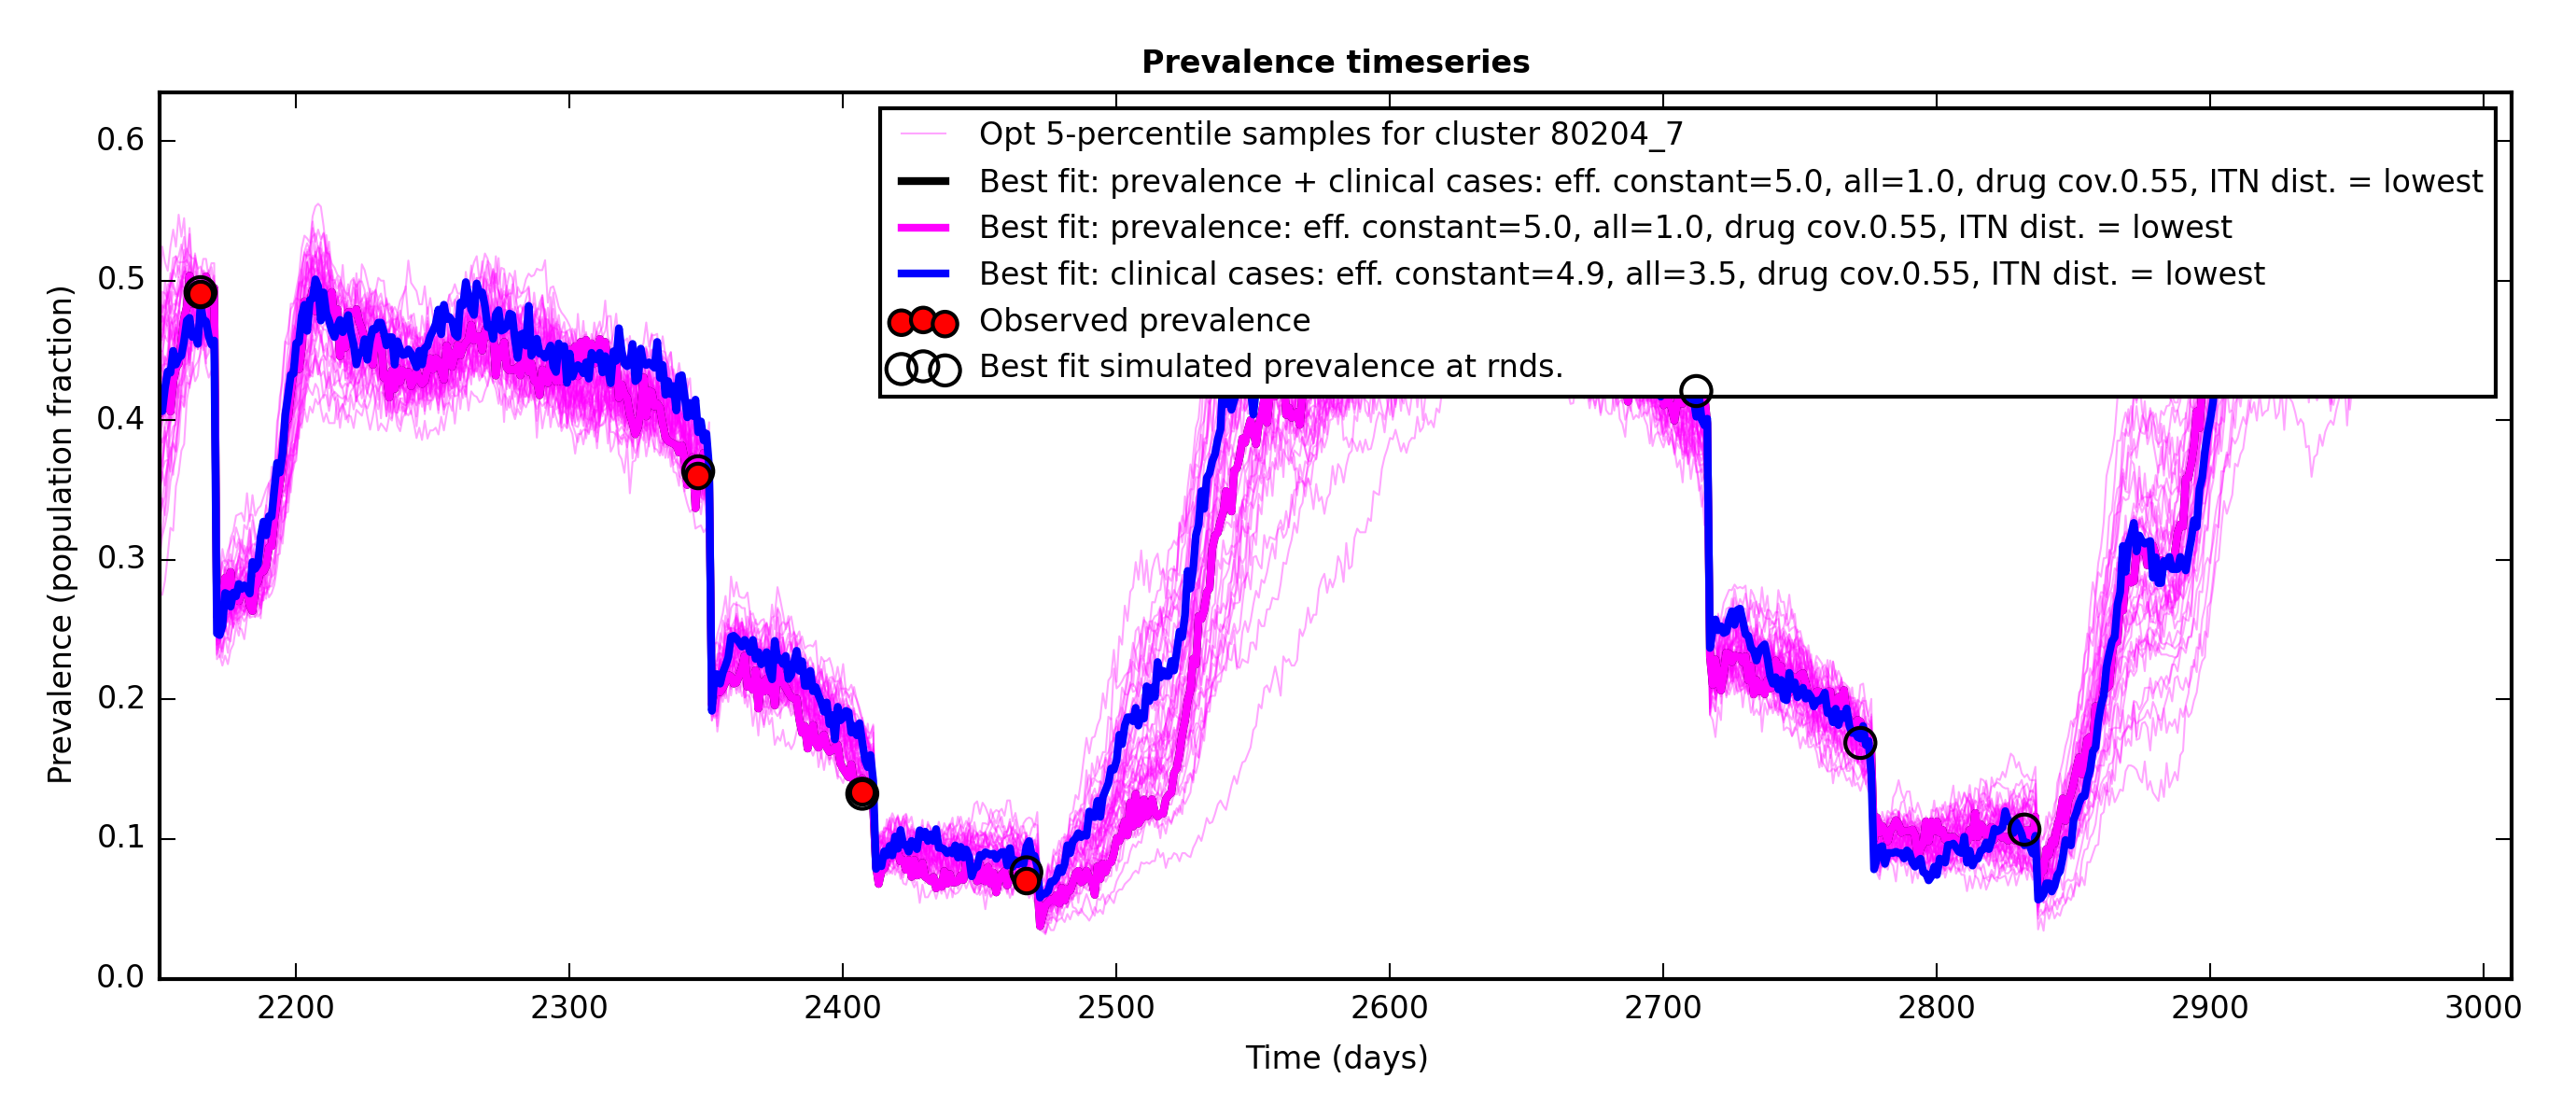 Prevalence timeseries
Prevalence (population fraction)
0.6
0.5
0.4
0.3
0.2
0.1
0.0
Opt 5-percentile samples for cluster 80204_7
Best fit: prevalence + clinical cases: eff. constant=5.0, all=1.0, drug cov.0.55, ITN dist. = lowest
Best fit: prevalence: eff. constant=5.0, all=1.0, drug cov.0.55, ITN dist. = lowest
Best fit: clinical cases: eff. constant=4.9, all=3.5, drug cov.0.55, ITN dist. = lowest
Observed prevalence
Best fit simulated prevalence at rnds.
2200 2300 2400 2500 2600 2700 2800 2900 3000
Time (days)